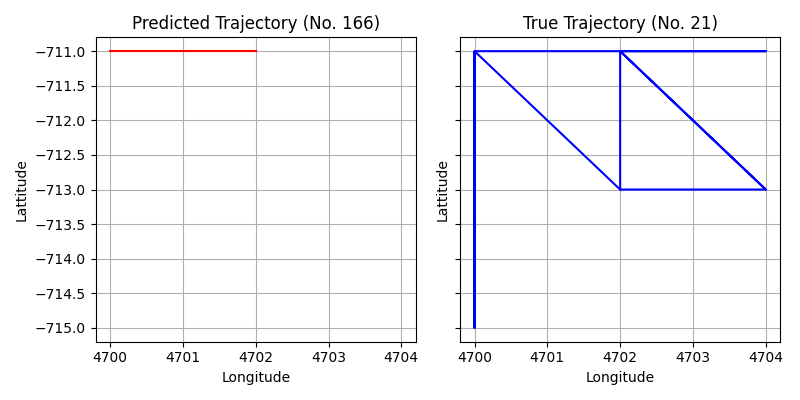 Predicted Trajectory (No. 166)
−711.0
−711.5
−712.0
−712.5
−713.0
−713.5
−714.0
−714.5
−715.0
Lattitude
4700 4701 4702 4703 4704
Longitude
True Trajectory (No. 21)
Lattitude
4700 4701 4702 4703 4704
Longitude